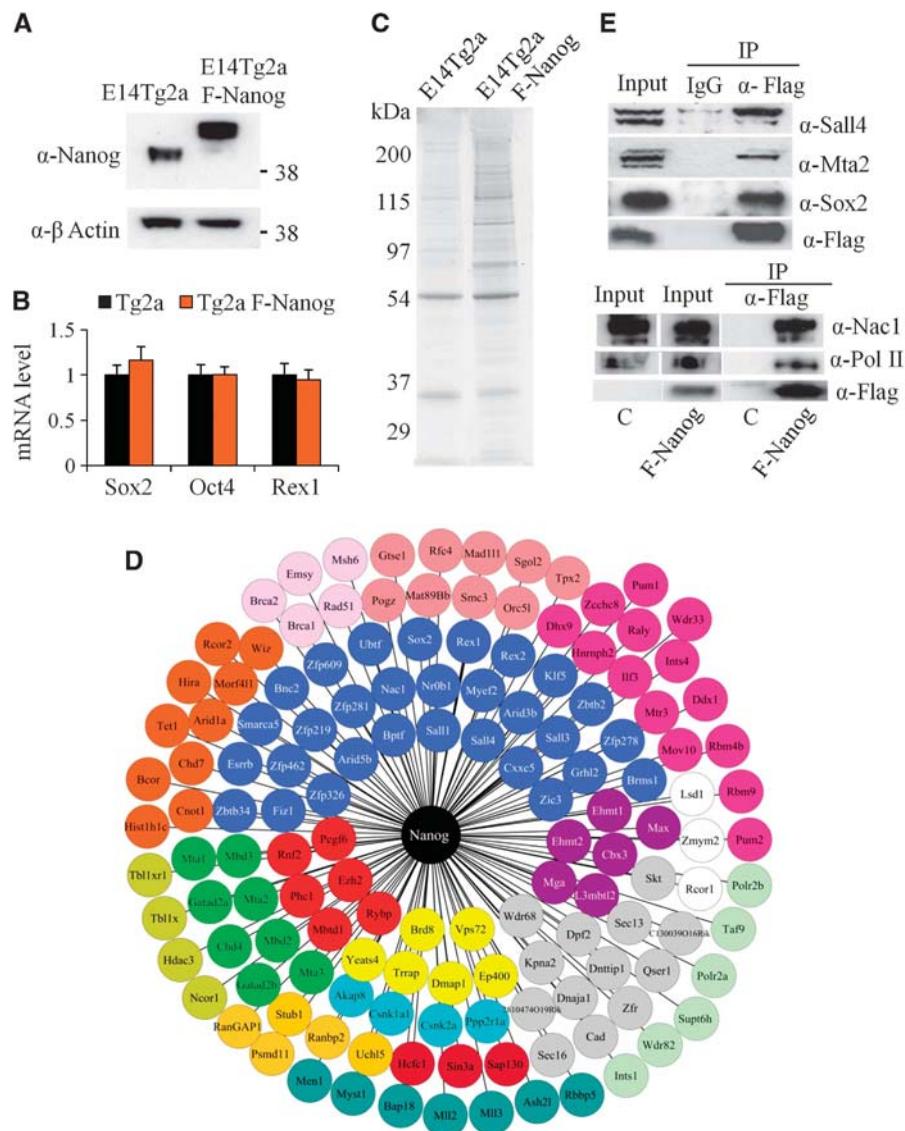 A
E14Tg2a
E14Tg2a
F-Nanog
α-Nanog
38
α-β Actin
38
B
Tg2a
Tg2a F-Nanog
mRNA level
1.5
1
0.5
0
Sox2
Oct4
Rex1
C
E14Tg2a
E14Tg2a
F-Nanog
kDa
200
115
97
54
37
29
E
IP
Input
IgG
α- Flag
α-Sall4
α-Mta2
α-Sox2
α-Flag
IP
Input
Input
α-Flag
α-Nac1
α-Pol II
α-Flag
C
F-Nanog
C
F-Nanog
D
Gtse1
Rfc4
Mad1l1
Sgol2
Tpx2
Msh6
Emsy
Brca2
Brca1
Rad51
Pogz
Mat89Bb
Smc3
Orc5l
Dhx9
Zcchc8
Pum1
Wdr33
Hnrnph2
Raly
Ints4
Ilf3
Ddx1
Mtr3
Mov10
Rbm4b
Rbm9
Pum2
Rcor2
Wiz
Hira
Morf4l1
Tet1
Arid1a
Bcor
Chd7
Hist1h1c
Cnot1
Ubtf
Sox2
Rex1
Rex2
Zfp609
Klf5
Bnc2
Zfp281
Nac1
Nr0b1
Myef2
Arid3b
Zbtb2
Smarca5
Zfp219
Bptf
Sall1
Sall4
Sall3
Zfp278
Esrrb
Zfp462
Arid5b
Cxxc5
Grhl2
Brms1
Zbtb34
Fiz1
Zfp326
Zic3
Nanog
Lsd1
Zmym2
Rcor1
Ehmt1
Max
Ehmt2
Cbx3
Mga
L3mbtl2
Skt
Polr2b
Taf9
Polr2a
Supt6h
Wdr82
Ints1
Tbl1xr1
Tbl1x
Hdac3
Ncor1
Mta1
Mbd3
Gatad2a
Mta2
Chd4
Mbd2
Gatad2b
Mta3
Rnf2
Pcgf6
Phc1
Ezh2
Mbtd1
Rybp
Brd8
Vps72
Yeats4
Trrap
Dmap1
Ep400
Wdr68
Dpf2
Sec13
C130039O16Rik
Kpna2
Dnttip1
Qser1
Dnaja1
Zfr
2810474O19Rik
Cad
Sec16
Akap8
Csnk1a1
Csnk2a
Ppp2r1a
RanGAP1
Stub1
Psmd11
Ranbp2
Uchl5
Hcfc1
Sin3a
Sap130
Men1
Myst1
Bap18
Mll2
Mll3
Ash2l
Rbbp5